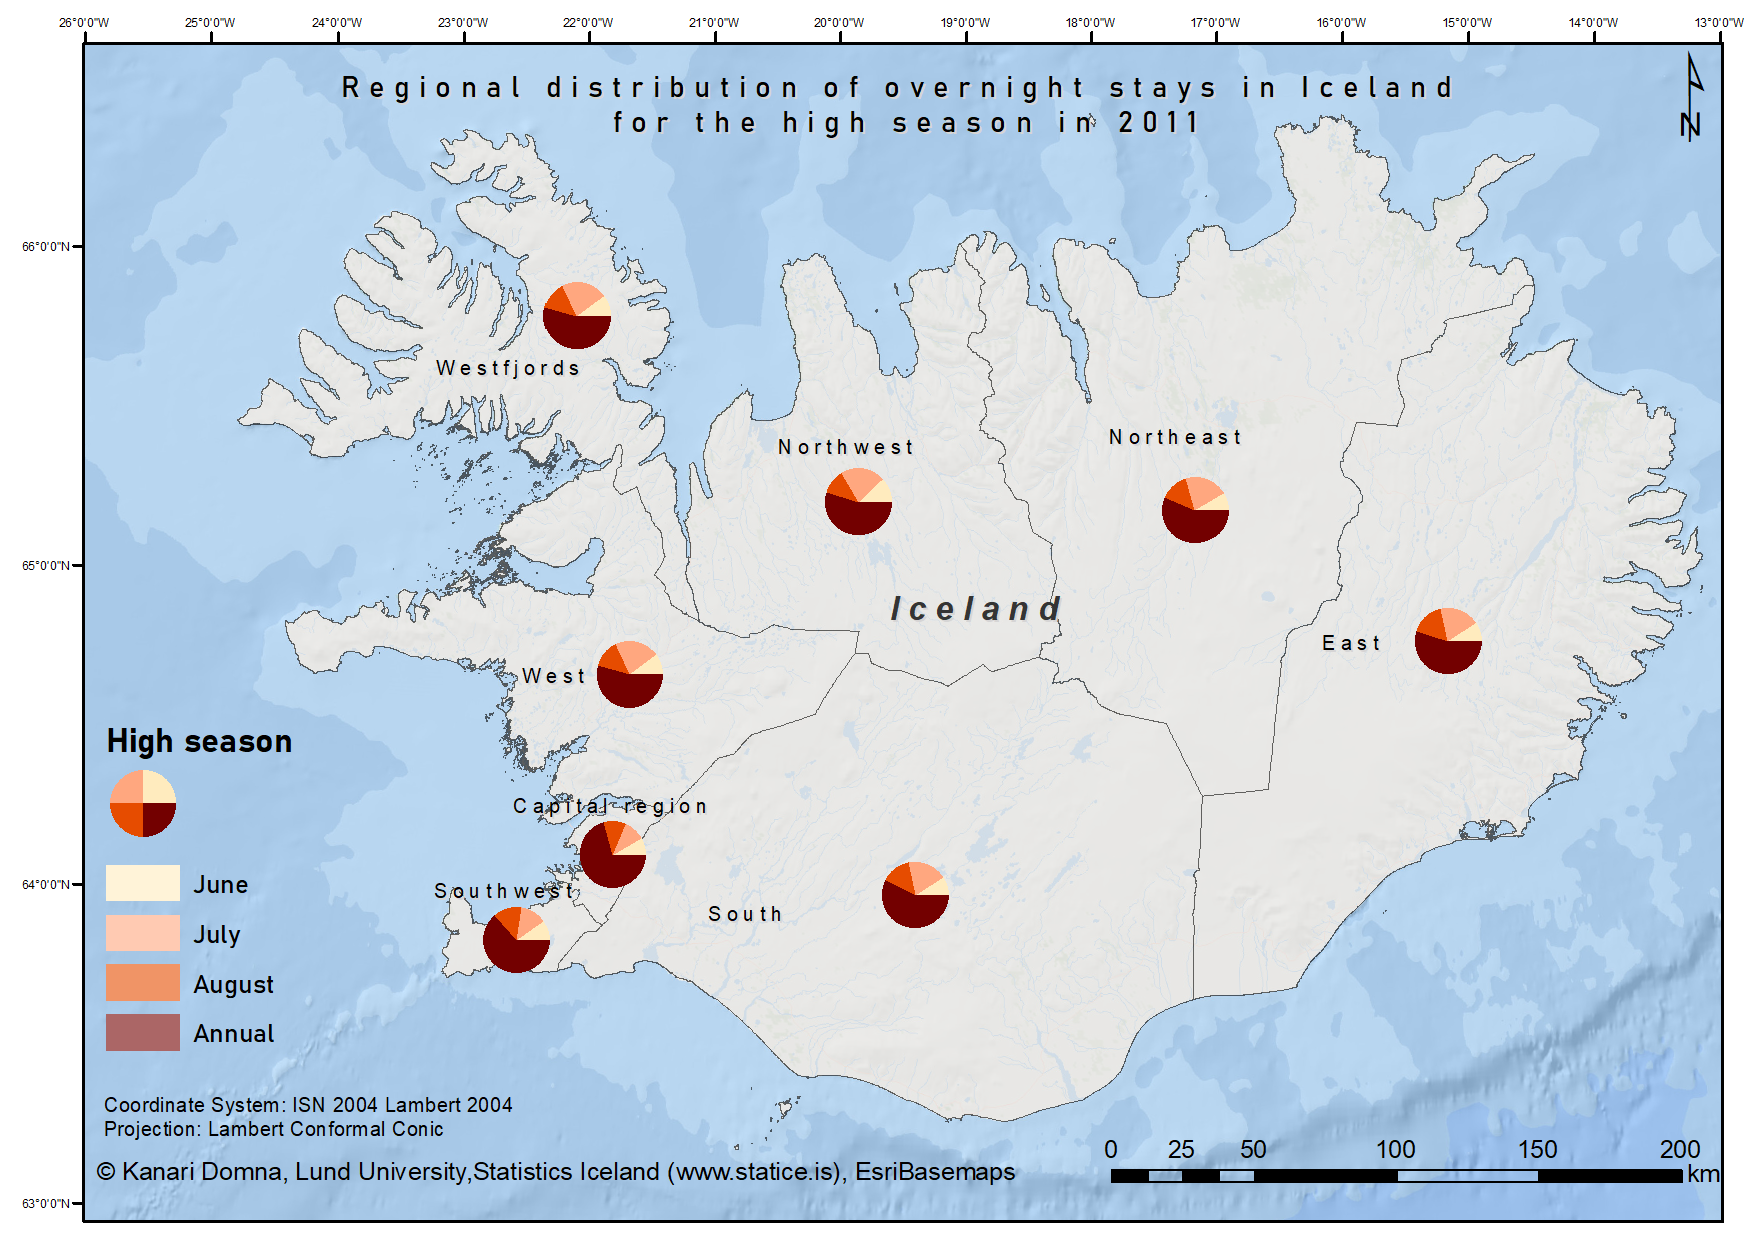 26°0'0"W 25°0'0"W 24°0'0"W 23°0'0"W 22°0'0"W 21°0'0"W 20°0'0"W 19°0'0"W 18°0'0"W 17°0'0"W 16°0'0"W 15°0'0"W 14°0'0"W 13°0'0"W
Regional distribution of overnight stays in Iceland
for the high season in 2011
N
66°0'0"N
Westfjords
Northwest
Northeast
65°0'0"N
Iceland
East
West
High season
Capital region
64°0'0"N
June
Southwest
South
July
August
Annual
Coordinate System: ISN 2004 Lambert 2004
Projection: Lambert Conformal Conic
© Kanari Domna, Lund University,Statistics Iceland (www.statice.is), EsriBasemaps
0 25 50 100 150 200
km
63°0'0"N